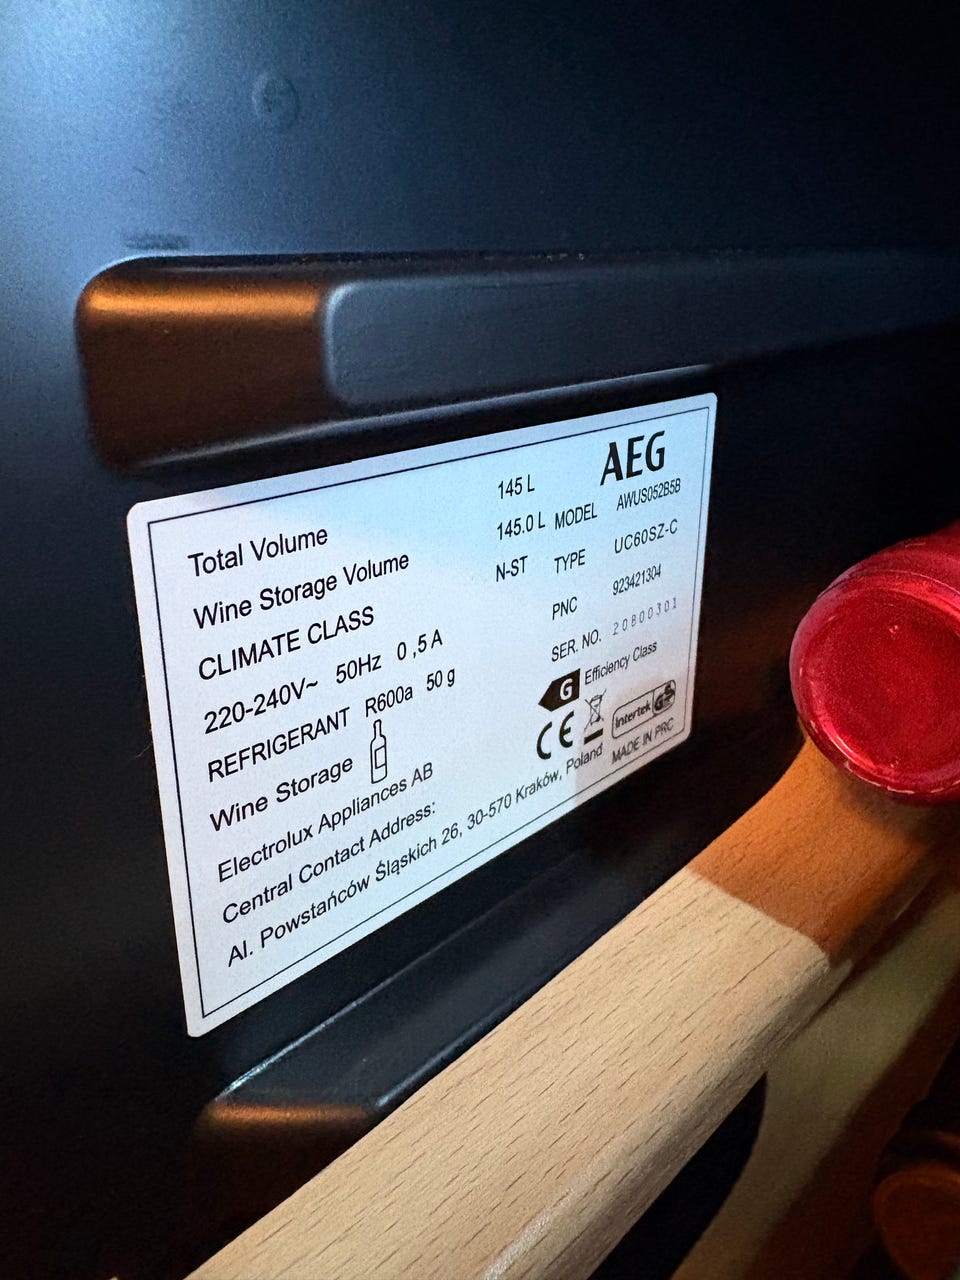 AEG
Total Volume 145 L
Wine Storage Volume 145.0 L MODEL AWUS052B5B
CLIMATE CLASS N-ST TYPE UC60SZ-C
220-240V~ 50Hz 0,5 A PNC 923421304
REFRIGERANT R600a 50 g SER. NO. 20800301
Wine Storage G Efficiency Class
CE Intertek GS
Electrolux Appliances AB MADE IN PRC
Central Contact Address:
Al. Powstańców Śląskich 26, 30-570 Kraków, Poland